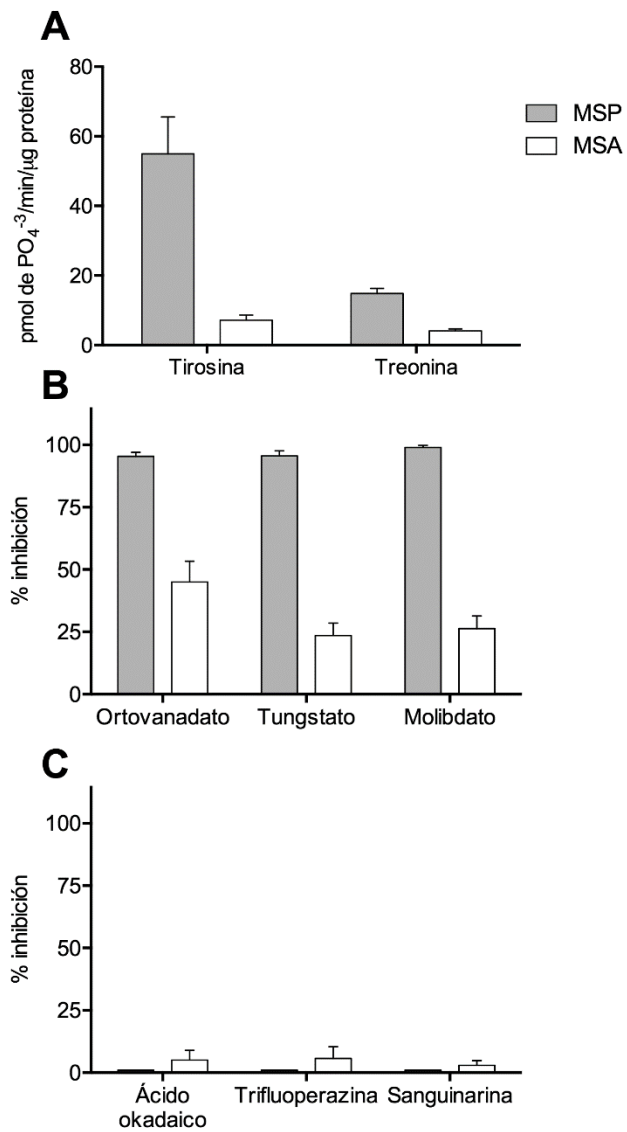 A
pmol de PO4-3/min/µg proteína
80
60
40
20
0
Tirosina
Treonina
MSP
MSA
B
% inhibición
100
75
50
25
0
Ortovanadato
Tungstato
Molibdato
C
% inhibición
100
75
50
25
0
Ácido
okadaico
Trifluoperazina
Sanguinarina